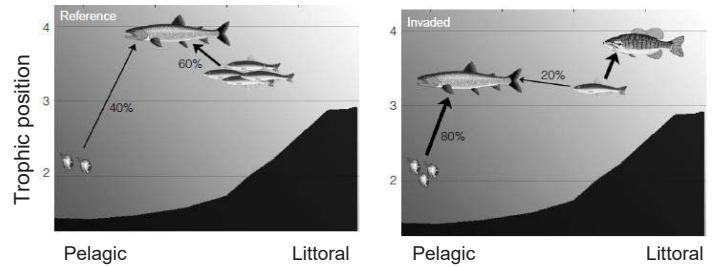 Reference
Trophic position
4
3
2
60%
40%
Pelagic
Littoral
Invaded
4
3
2
20%
80%
Pelagic
Littoral